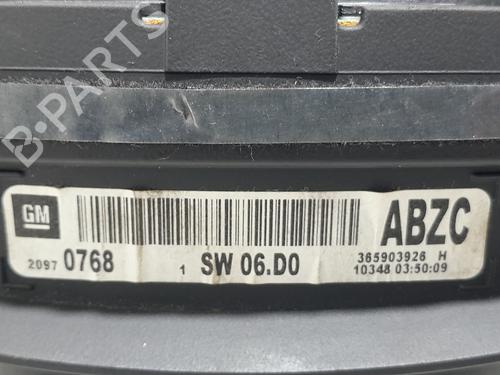 B-PARTS
GM
ABZC
2097 0768
1 SW 06.D0
365903926 H
10348 03:50:09